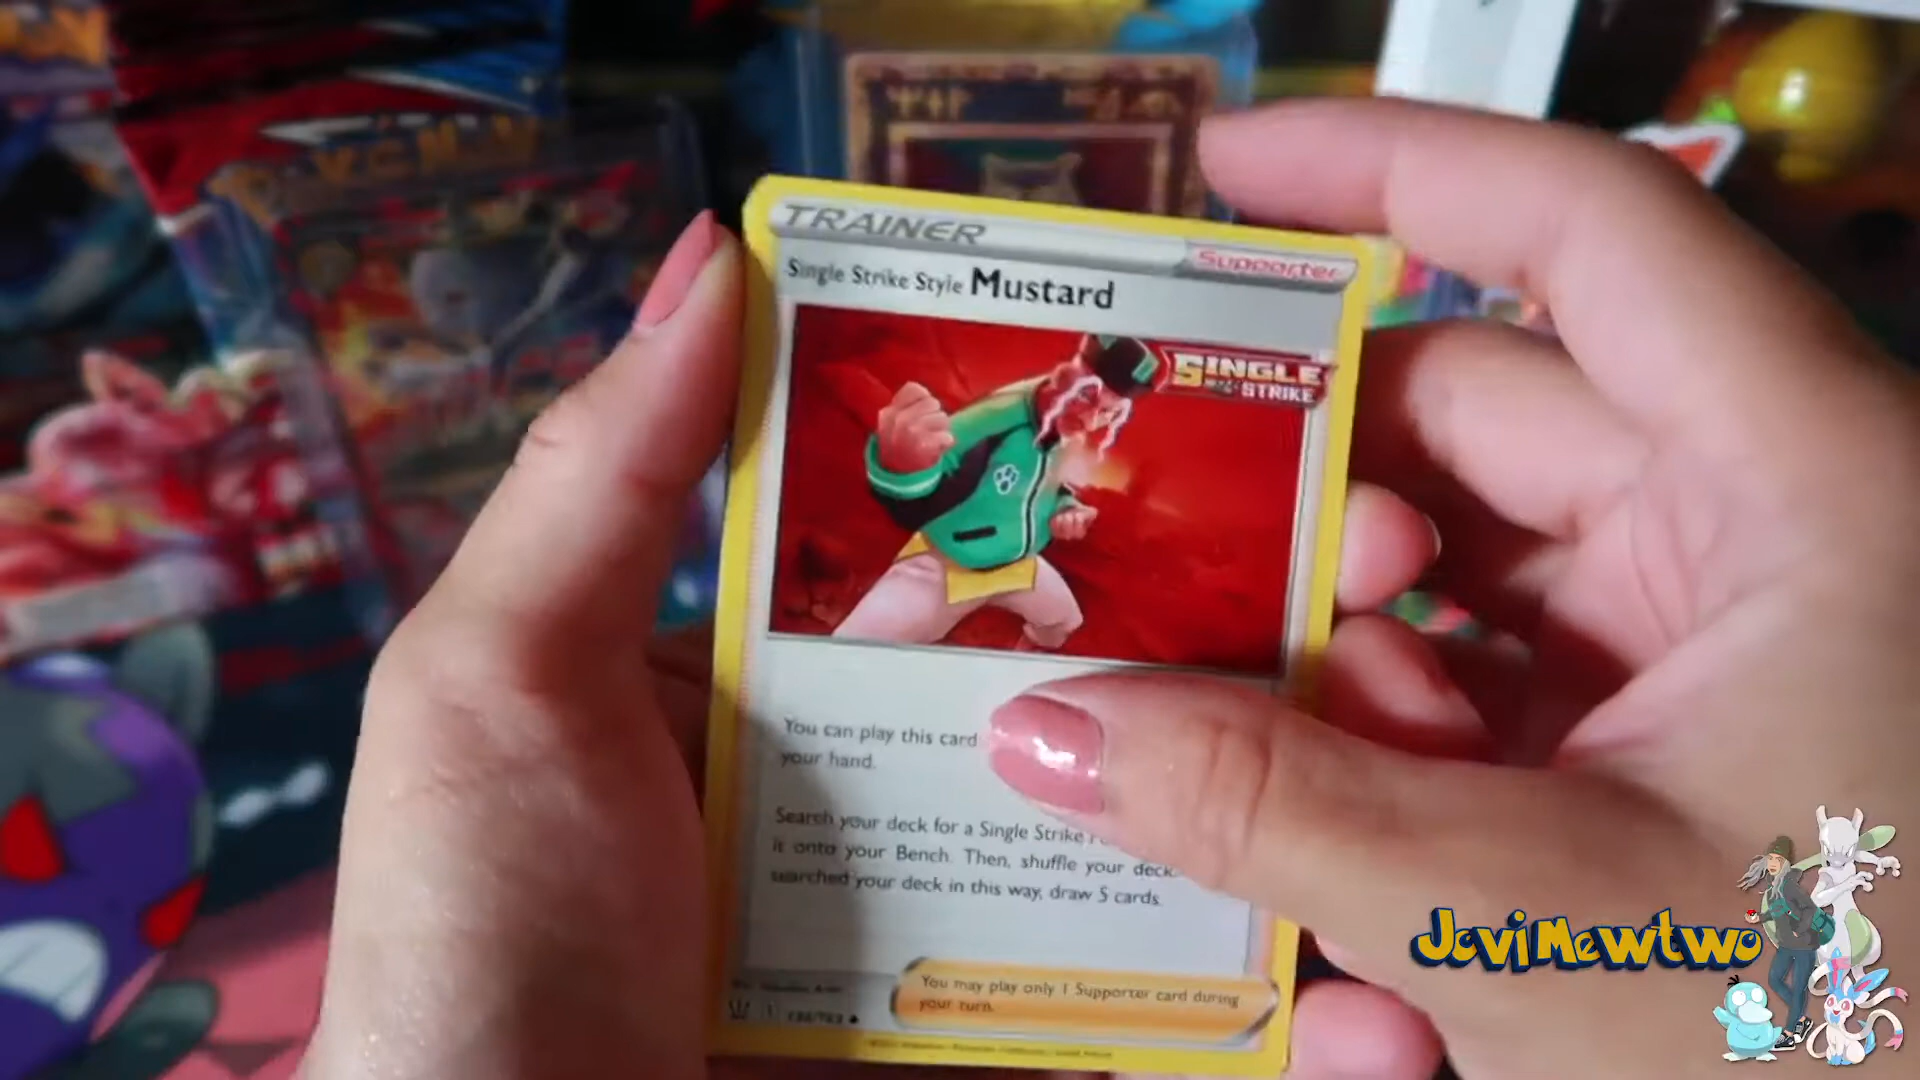 TRAINER
Supporter
Single Strike Style Mustard
SINGLE
STRIKE
You can play this card
your hand.
Search your deck for a Single Strike
it onto your Bench. Then, shuffle your deck.
searched your deck in this way, draw 5 cards.
You may play only 1 Supporter card during
your turn.
JoviMewtwo